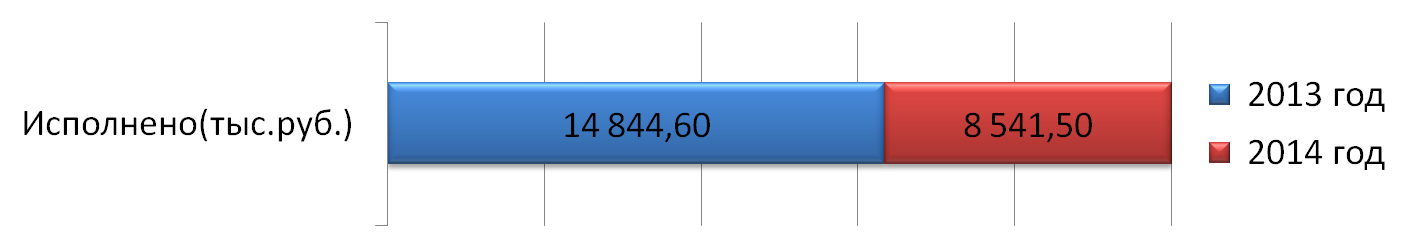 Исполнено(тыс.руб.)
14 844,60
8 541,50
2013 год
2014 год